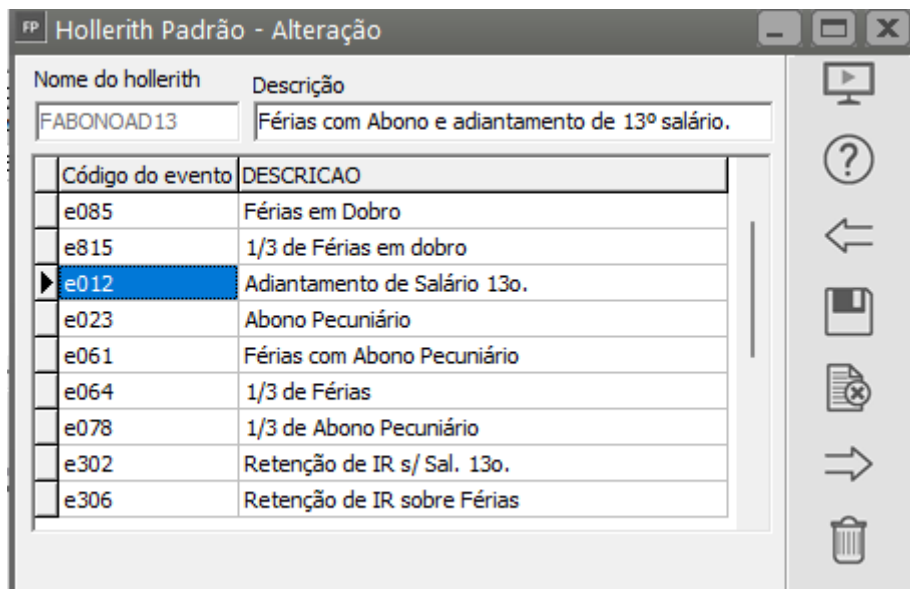 FP Hollerith Padrão - Alteração
Nome do hollerith Descrição
FABONOAD13 Férias com Abono e adiantamento de 13º salário.
Código do evento DESCRICAO
e085 Férias em Dobro
e815 1/3 de Férias em dobro
e012 Adiantamento de Salário 13o.
e023 Abono Pecuniário
e061 Férias com Abono Pecuniário
e064 1/3 de Férias
e078 1/3 de Abono Pecuniário
e302 Retenção de IR s/ Sal. 13o.
e306 Retenção de IR sobre Férias